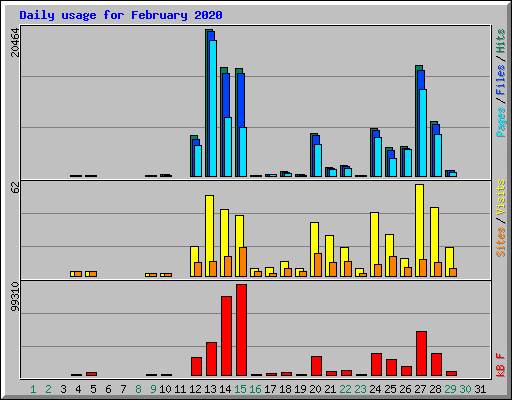 Daily usage for February 2020
20464
Pages / Files / Hits
62
Sites / Visits
99310
kB F
1 2 3 4 5 6 7 8 9 10 11 12 13 14 15 16 17 18 19 20 21 22 23 24 25 26 27 28 29 30 31